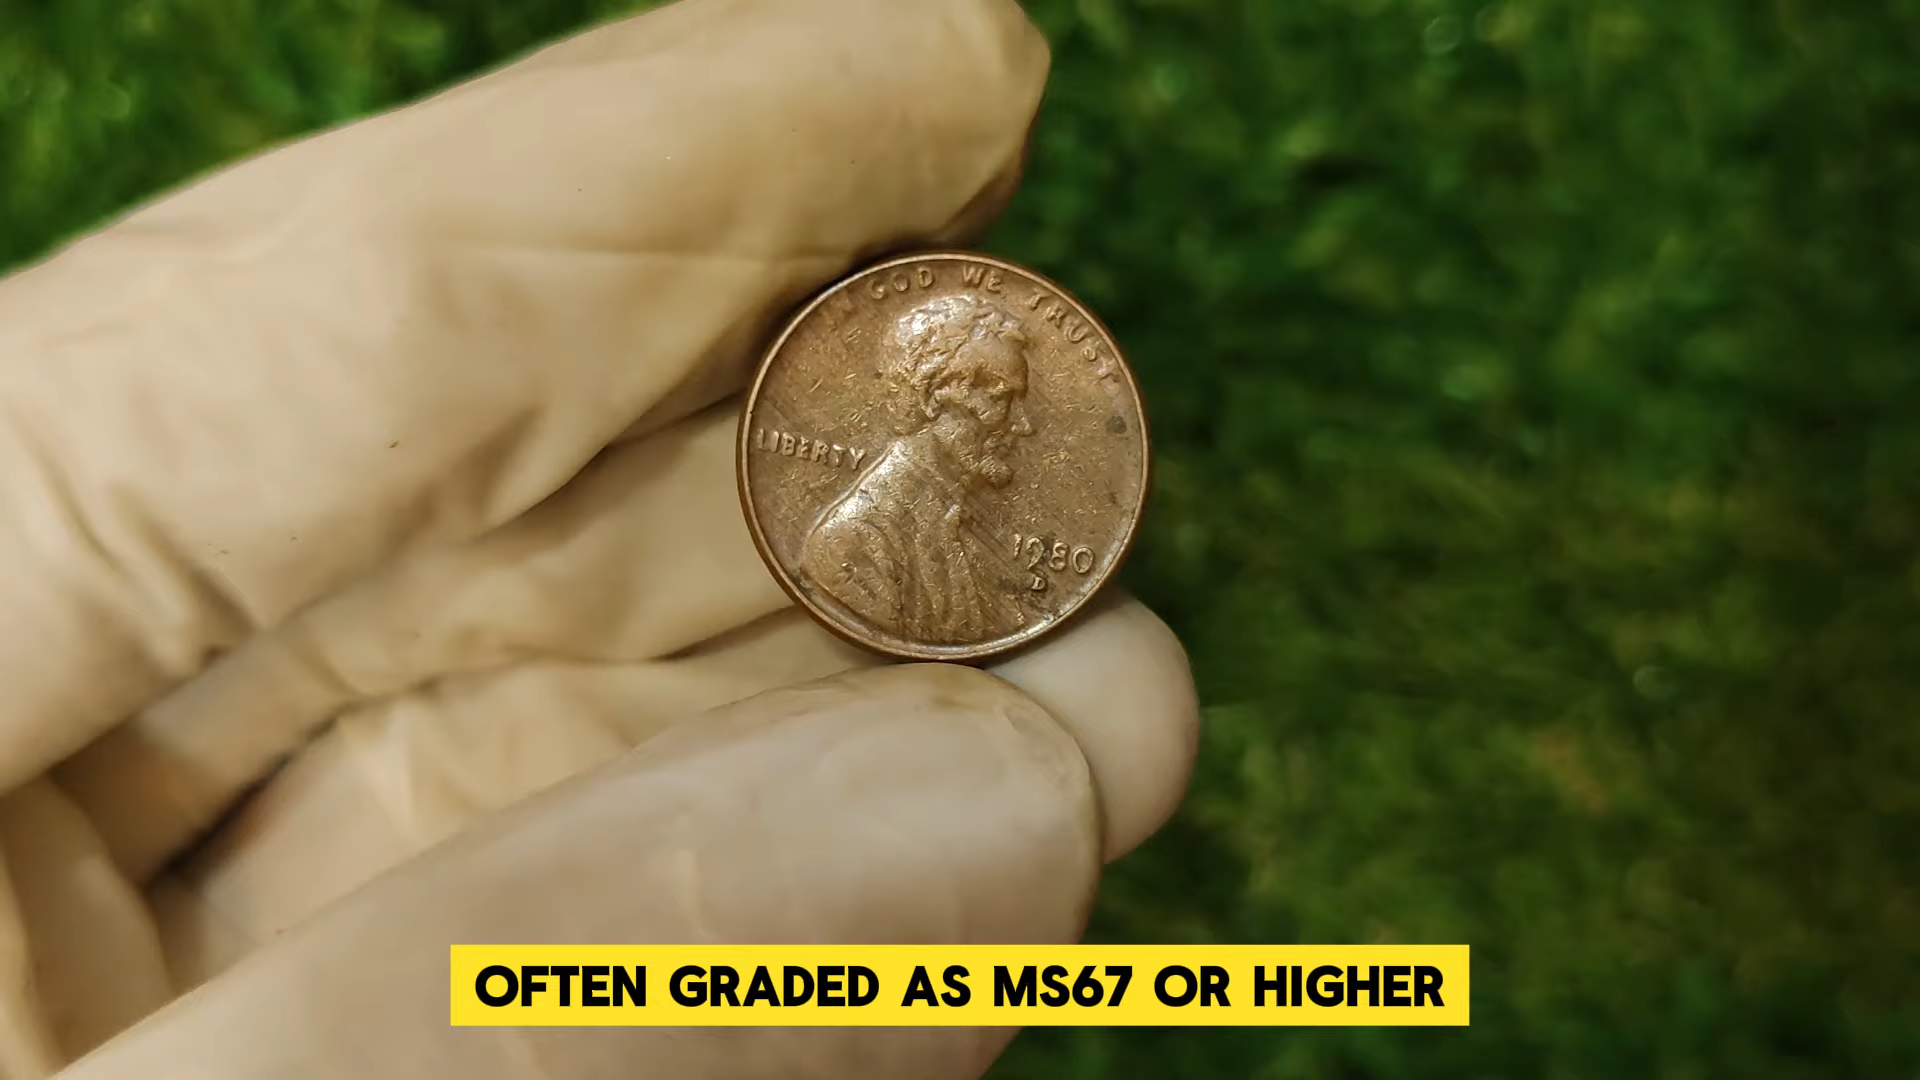 GOD WE TRUST
LIBERTY
1980
D
OFTEN GRADED AS MS67 OR HIGHER